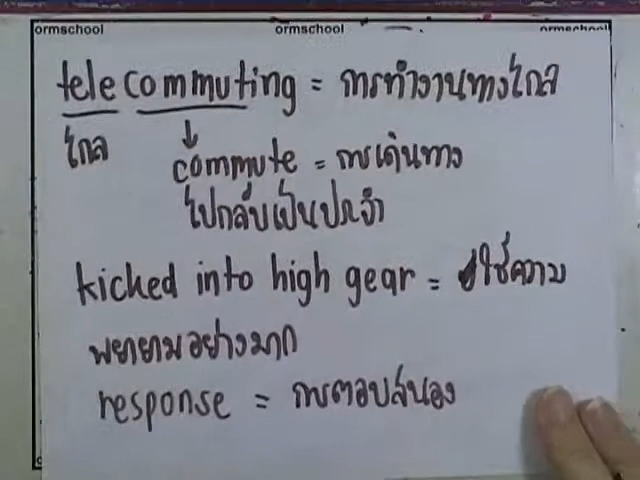 ormschool ormschool ormschool
telecommuting = การทำงานทางไกล
ไกล
commute = การเดินทาง
ไปกลับเป็นประจำ
kicked into high gear = ใช้ความ
พยายามอย่างมาก
response = การตอบสนอง